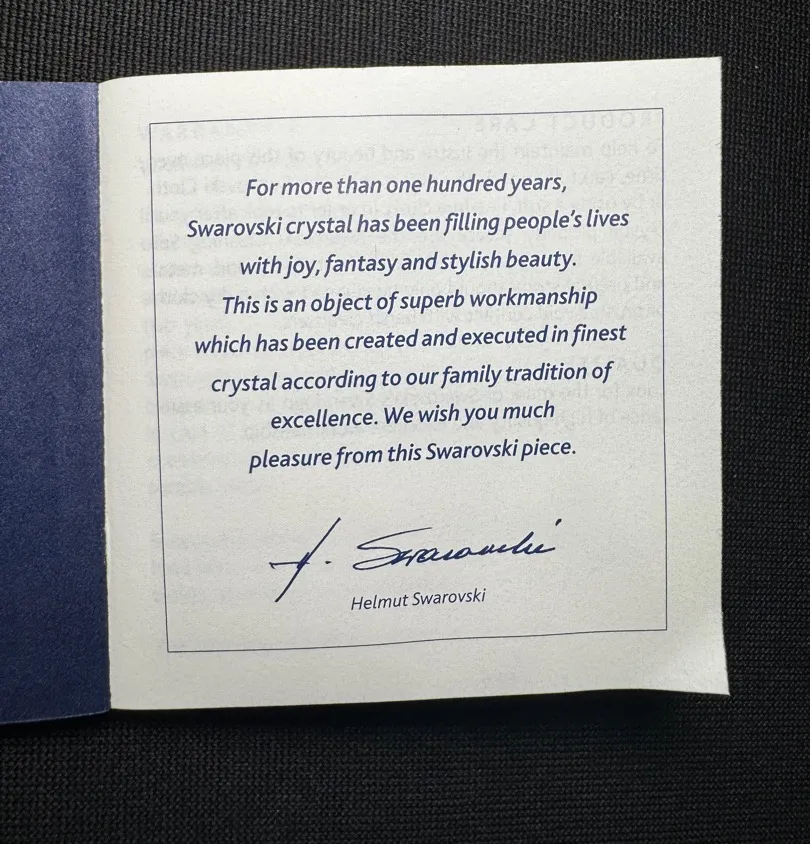 For more than one hundred years,
Swarovski crystal has been filling people's lives
with joy, fantasy and stylish beauty.
This is an object of superb workmanship
which has been created and executed in finest
crystal according to our family tradition of
excellence. We wish you much
pleasure from this Swarovski piece.
Helmut Swarovski